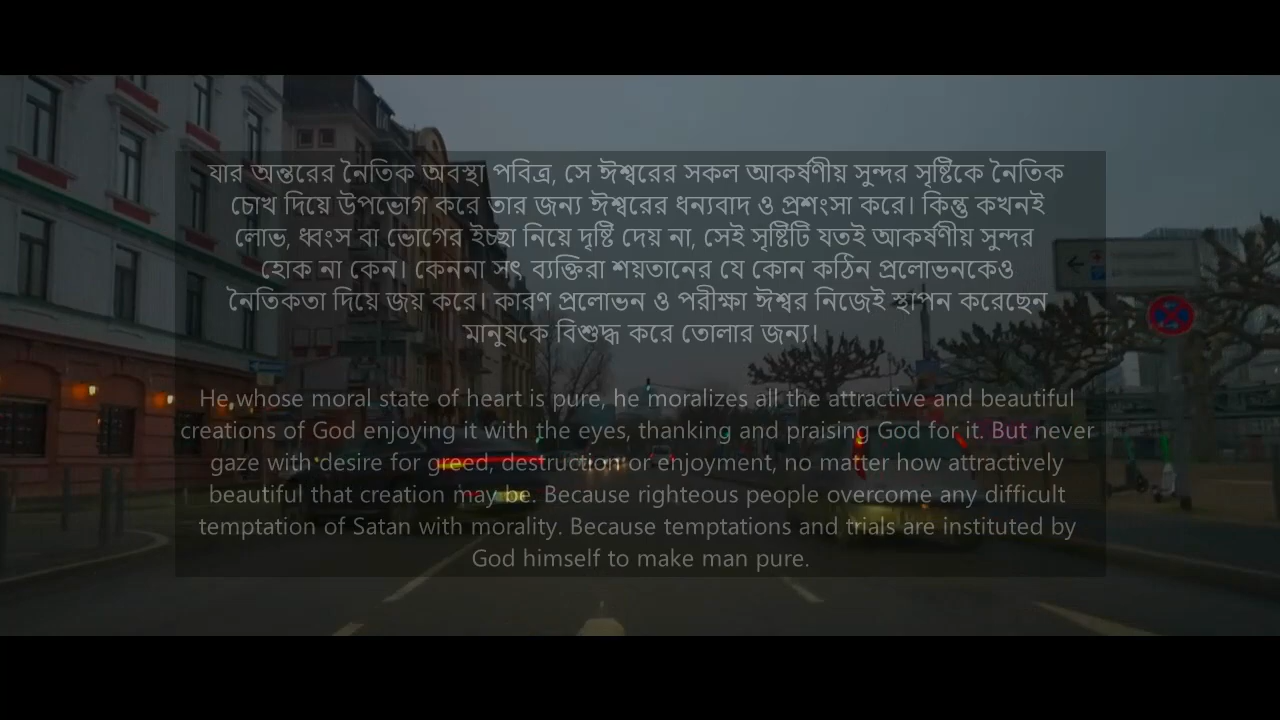 যার অন্তরের নৈতিক অবস্থা পবিত্র, সে ঈশ্বরের সকল আকর্ষণীয় সুন্দর সৃষ্টিকে নৈতিক
চোখ দিয়ে উপভোগ করে তার জন্য ঈশ্বরের ধন্যবাদ ও প্রশংসা করে। কিন্তু কখনই
লোভ, ধ্বংস বা ভোগের ইচ্ছা নিয়ে দৃষ্টি দেয় না, সেই সৃষ্টিটি যতই আকর্ষণীয় সুন্দর
হোক না কেন। কেননা সৎ ব্যক্তিরা শয়তানের যে কোন কঠিন প্রলোভনকেও
নৈতিকতা দিয়ে জয় করে। কারণ প্রলোভন ও পরীক্ষা ঈশ্বর নিজেই স্থাপন করেছেন
মানুষকে বিশুদ্ধ করে তোলার জন্য।
He whose moral state of heart is pure, he moralizes all the attractive and beautiful
creations of God enjoying it with the eyes, thanking and praising God for it. But never
gaze with desire for greed, destruction or enjoyment, no matter how attractively
beautiful that creation may be. Because righteous people overcome any difficult
temptation of Satan with morality. Because temptations and trials are instituted by
God himself to make man pure.